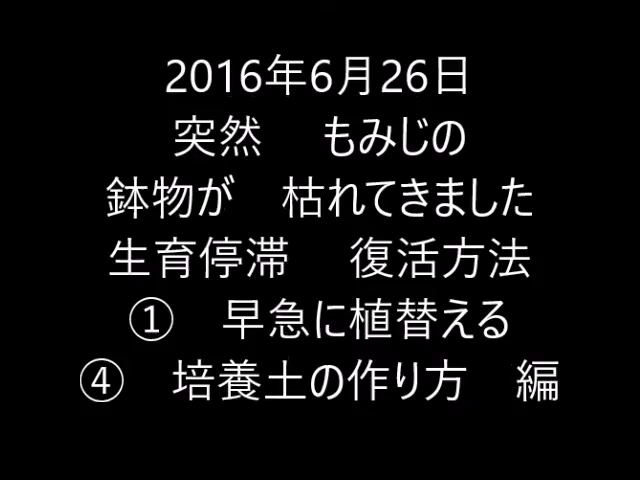 2016年6月26日
突然　もみじの
鉢物が　枯れてきました
生育停滞　復活方法
①　早急に植替える
④　培養土の作り方　編